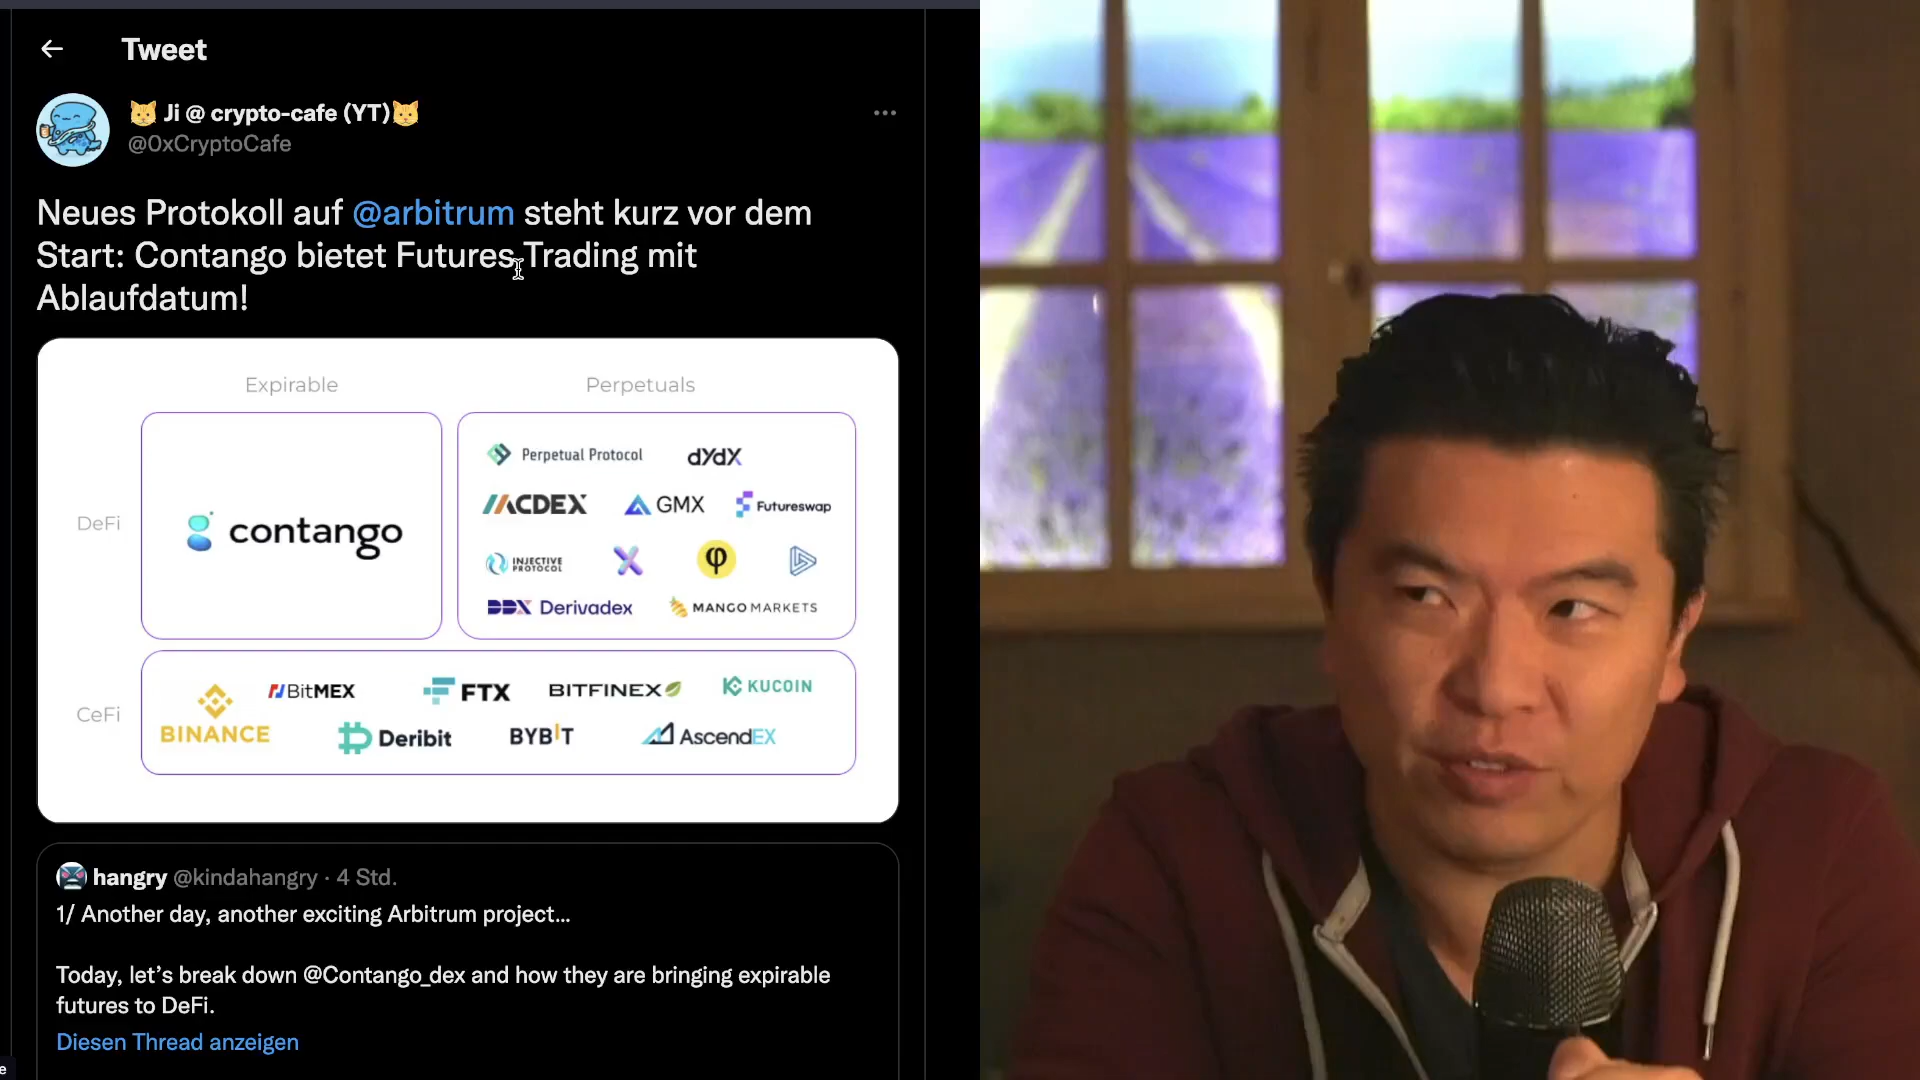 Tweet
Ji @ crypto-cafe (YT)
@0xCryptoCafe
Neues Protokoll auf @arbitrum steht kurz vor dem
Start: Contango bietet Futures Trading mit
Ablaufdatum!
Expirable Perpetuals
DeFi
contango
Perpetual Protocol dYdX
MCDEX GMX Futureswap
INJECTIVE PROTOCOL
DDX Derivadex MANGO MARKETS
CeFi
BINANCE BitMEX FTX BITFINEX KUCOIN
Deribit BYBIT AscendEX
hangry @kindahangry · 4 Std.
1/ Another day, another exciting Arbitrum project...
Today, let’s break down @Contango_dex and how they are bringing expirable
futures to DeFi.
Diesen Thread anzeigen
e